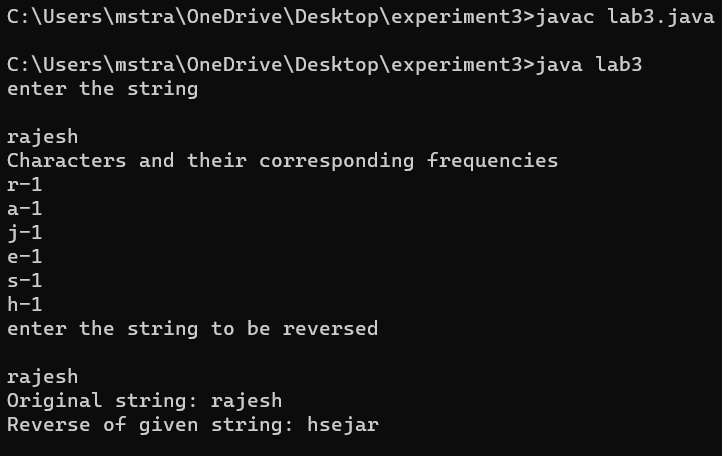 C:\Users\mstra\OneDrive\Desktop\experiment3>javac lab3.java
C:\Users\mstra\OneDrive\Desktop\experiment3>java lab3
enter the string
rajesh
Characters and their corresponding frequencies
r-1
a-1
j-1
e-1
s-1
h-1
enter the string to be reversed
rajesh
Original string: rajesh
Reverse of given string: hsejar